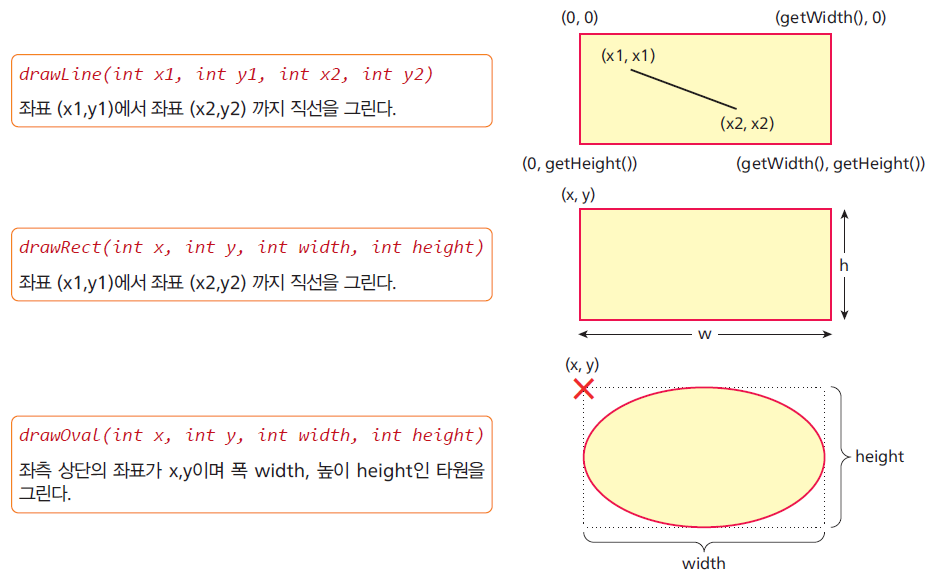 (0, 0)
(getWidth(), 0)
drawLine(int x1, int y1, int x2, int y2)
좌표 (x1,y1)에서 좌표 (x2,y2) 까지 직선을 그린다.
(x1, x1)
(x2, x2)
(0, getHeight())
(getWidth(), getHeight())
(x, y)
drawRect(int x, int y, int width, int height)
좌표 (x1,y1)에서 좌표 (x2,y2) 까지 직선을 그린다.
h
w
(x, y)
drawOval(int x, int y, int width, int height)
좌측 상단의 좌표가 x,y이며 폭 width, 높이 height인 타원을
그린다.
height
width